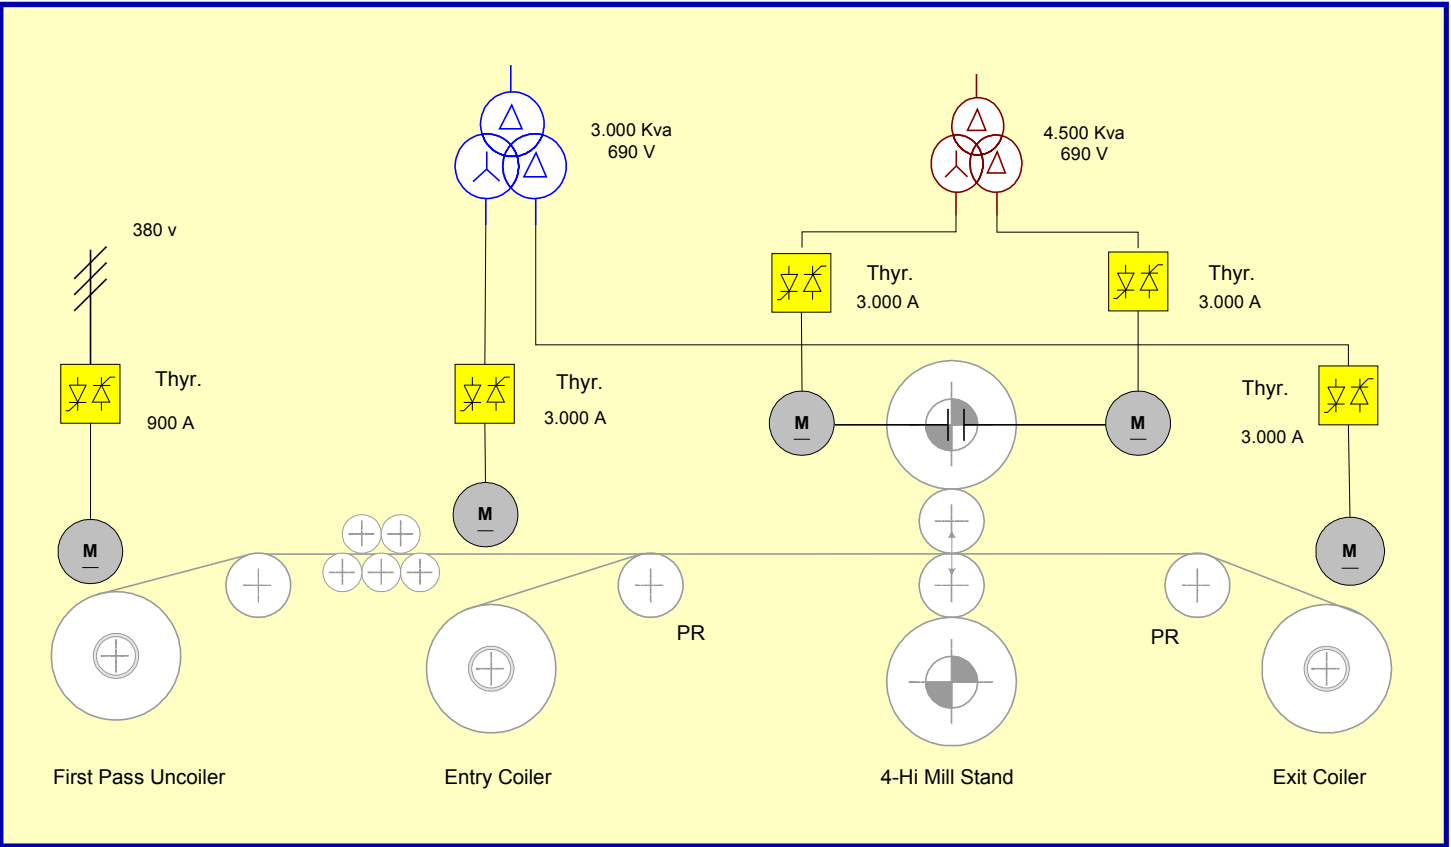 3.000 Kva
690 V
4.500 Kva
690 V
380 v
Thyr.
3.000 A
Thyr.
3.000 A
Thyr.
900 A
Thyr.
3.000 A
Thyr.
3.000 A
M
M
M
M
M
PR
PR
First Pass Uncoiler
Entry Coiler
4-Hi Mill Stand
Exit Coiler